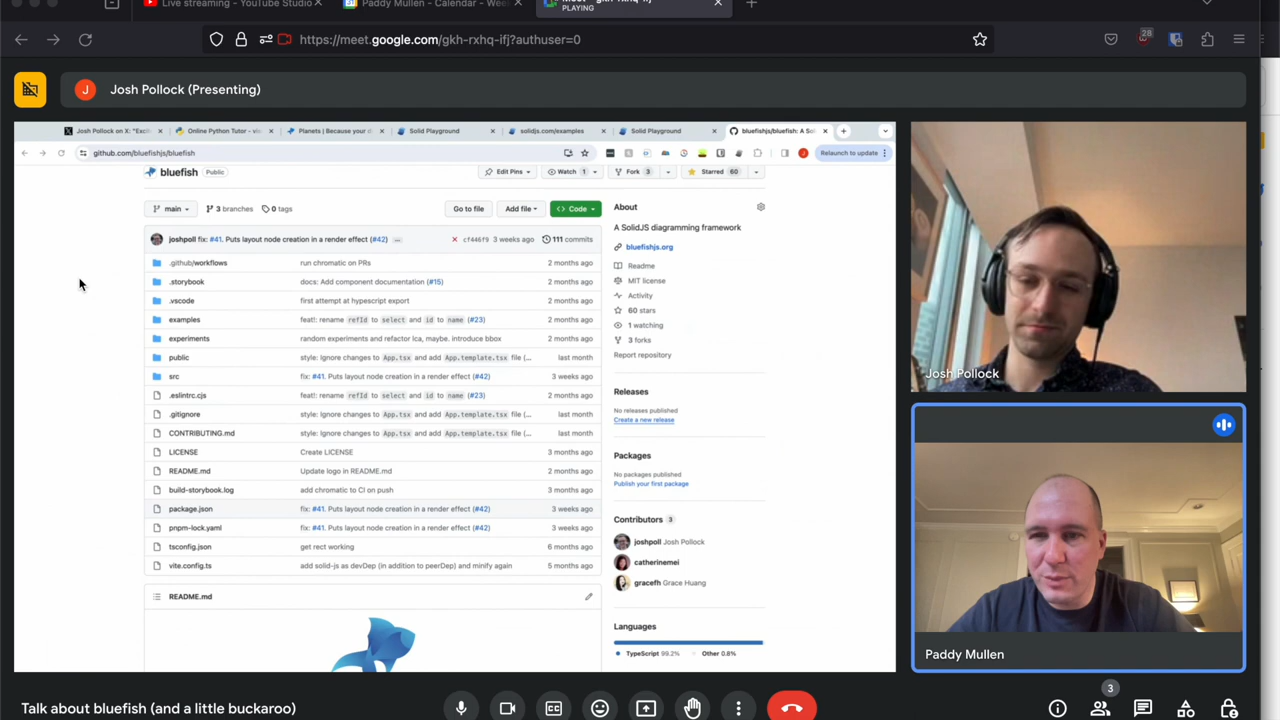 Live streaming - YouTube Studio
Paddy Mullen - Calendar - Wee
PLAYING
https://meet.google.com/gkh-rxhq-ifj?authuser=0
28
J
Josh Pollock (Presenting)
Josh Pollock on X: "Excit
Online Python Tutor - vis
Planets | Because your d
Solid Playground
solidjs.com/examples
Solid Playground
bluefishjs/bluefish: A So
github.com/bluefishjs/bluefish
Relaunch to update
bluefish Public
Edit Pins
Watch 1
Fork 3
Starred 60
main
3 branches
0 tags
Go to file
Add file
<> Code
joshpoll fix: #41. Puts layout node creation in a render effect (#42) ...
cf446f9 3 weeks ago
111 commits
.github/workflows run chromatic on PRs 2 months ago
.storybook docs: Add component documentation (#15) 2 months ago
.vscode first attempt at hypescript export 2 months ago
examples feat!: rename refId to select and id to name (#23) 2 months ago
experiments random experiments and refactor lca, maybe. introduce bbox 2 months ago
public style: Ignore changes to App.tsx and add App.template.tsx file (... last month
src fix: #41. Puts layout node creation in a render effect (#42) 3 weeks ago
.eslintrc.cjs feat!: rename refId to select and id to name (#23) 2 months ago
.gitignore style: Ignore changes to App.tsx and add App.template.tsx file (... last month
CONTRIBUTING.md style: Ignore changes to App.tsx and add App.template.tsx file (... last month
LICENSE Create LICENSE 3 months ago
README.md Update logo in README.md 2 months ago
build-storybook.log add chromatic to CI on push 2 months ago
package.json fix: #41. Puts layout node creation in a render effect (#42) 3 weeks ago
pnpm-lock.yaml fix: #41. Puts layout node creation in a render effect (#42) 3 weeks ago
tsconfig.json get rect working 6 months ago
vite.config.ts add solid-js as devDep (in addition to peerDep) and minify again 5 months ago
README.md
About
A SolidJS diagramming framework
bluefishjs.org
Readme
MIT license
Activity
60 stars
1 watching
3 forks
Report repository
Releases
No releases published
Create a new release
Packages
No packages published
Publish your first package
Contributors 3
joshpoll Josh Pollock
catherinemei
gracefh Grace Huang
Languages
TypeScript 99.2%
Other 0.8%
Josh Pollock
Paddy Mullen
Talk about bluefish (and a little buckaroo)
3